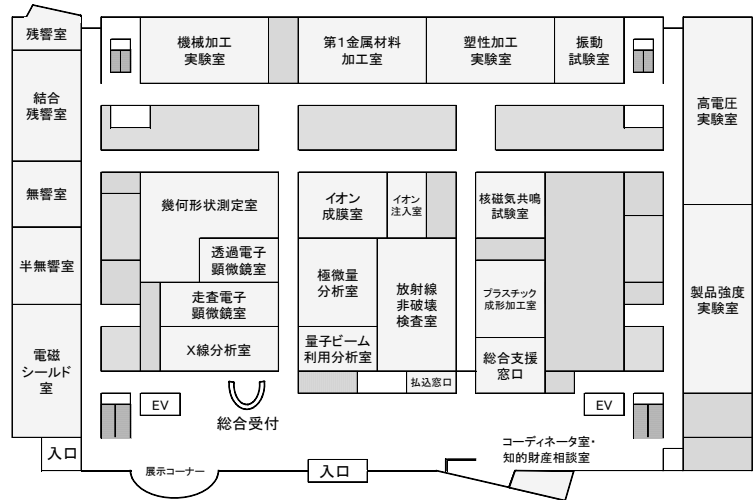 残響室
結合
残響室
無響室
半無響室
電磁
シールド
室
入口
機械加工
実験室
第１金属材料
加工室
塑性加工
実験室
振動
試験室
高電圧
実験室
製品強度
実験室
幾何形状測定室
透過電子
顕微鏡室
走査電子
顕微鏡室
X線分析室
イオン
成膜室
イオン
注入室
極微量
分析室
放射線
非破壊
検査室
量子ビーム
利用分析室
払込窓口
核磁気共鳴
試験室
プラスチック
成形加工室
総合支援
窓口
EV
総合受付
EV
展示コーナー
入口
コーディネータ室・
知的財産相談室